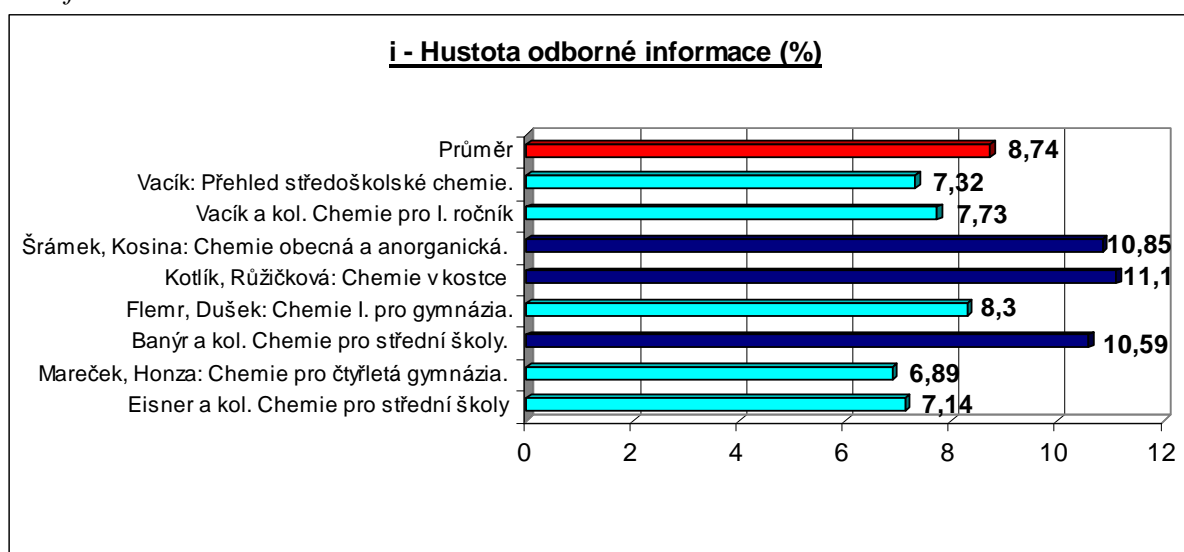 i - Hustota odborné informace (%)
Průměr 8,74
Vacík: Přehled středoškolské chemie. 7,32
Vacík a kol. Chemie pro I. ročník 7,73
Šrámek, Kosina: Chemie obecná a anorganická. 10,85
Kotlík, Růžičková: Chemie v kostce 11,1
Flemr, Dušek: Chemie I. pro gymnázia. 8,3
Banýr a kol. Chemie pro střední školy. 10,59
Mareček, Honza: Chemie pro čtyřletá gymnázia. 6,89
Eisner a kol. Chemie pro střední školy 7,14
0 2 4 6 8 10 12